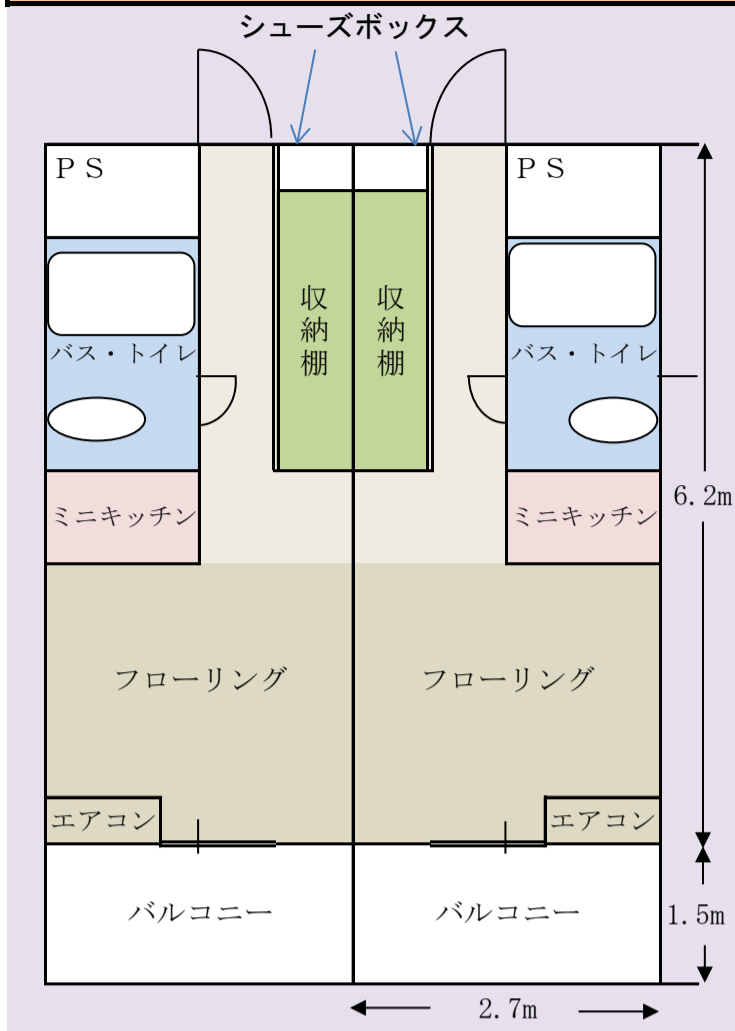 シューズボックス
ＰＳ
ＰＳ
収納棚
収納棚
バス・トイレ
バス・トイレ
ミニキッチン
ミニキッチン
6.2m
フローリング
フローリング
エアコン
エアコン
バルコニー
バルコニー
1.5m
2.7m